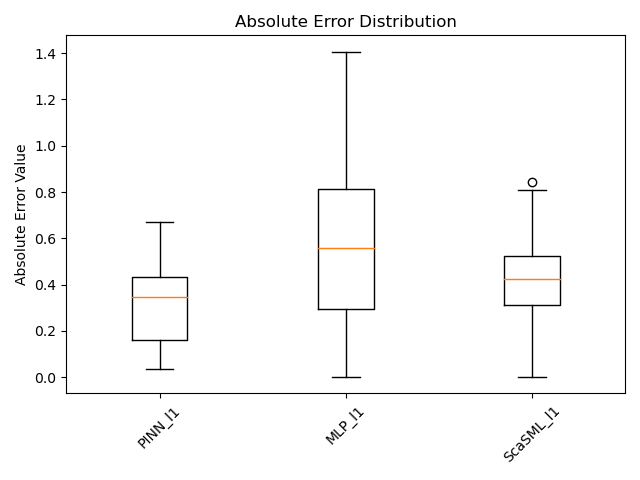 Absolute Error Distribution
Absolute Error Value
1.4
1.2
1.0
0.8
0.6
0.4
0.2
0.0
PINN_l1
MLP_l1
ScaSML_l1